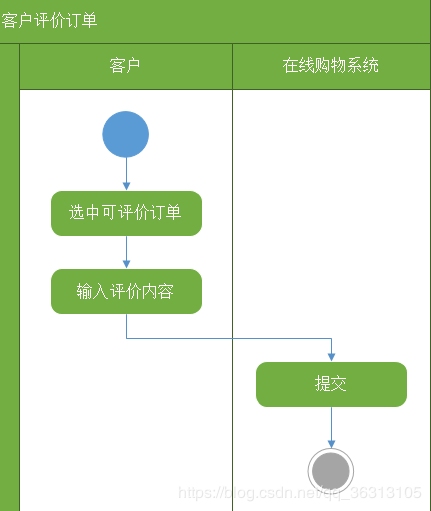 客户评价订单
客户
在线购物系统
选中可评价订单
输入评价内容
提交
https://blog.csdn.net/qq_36313105